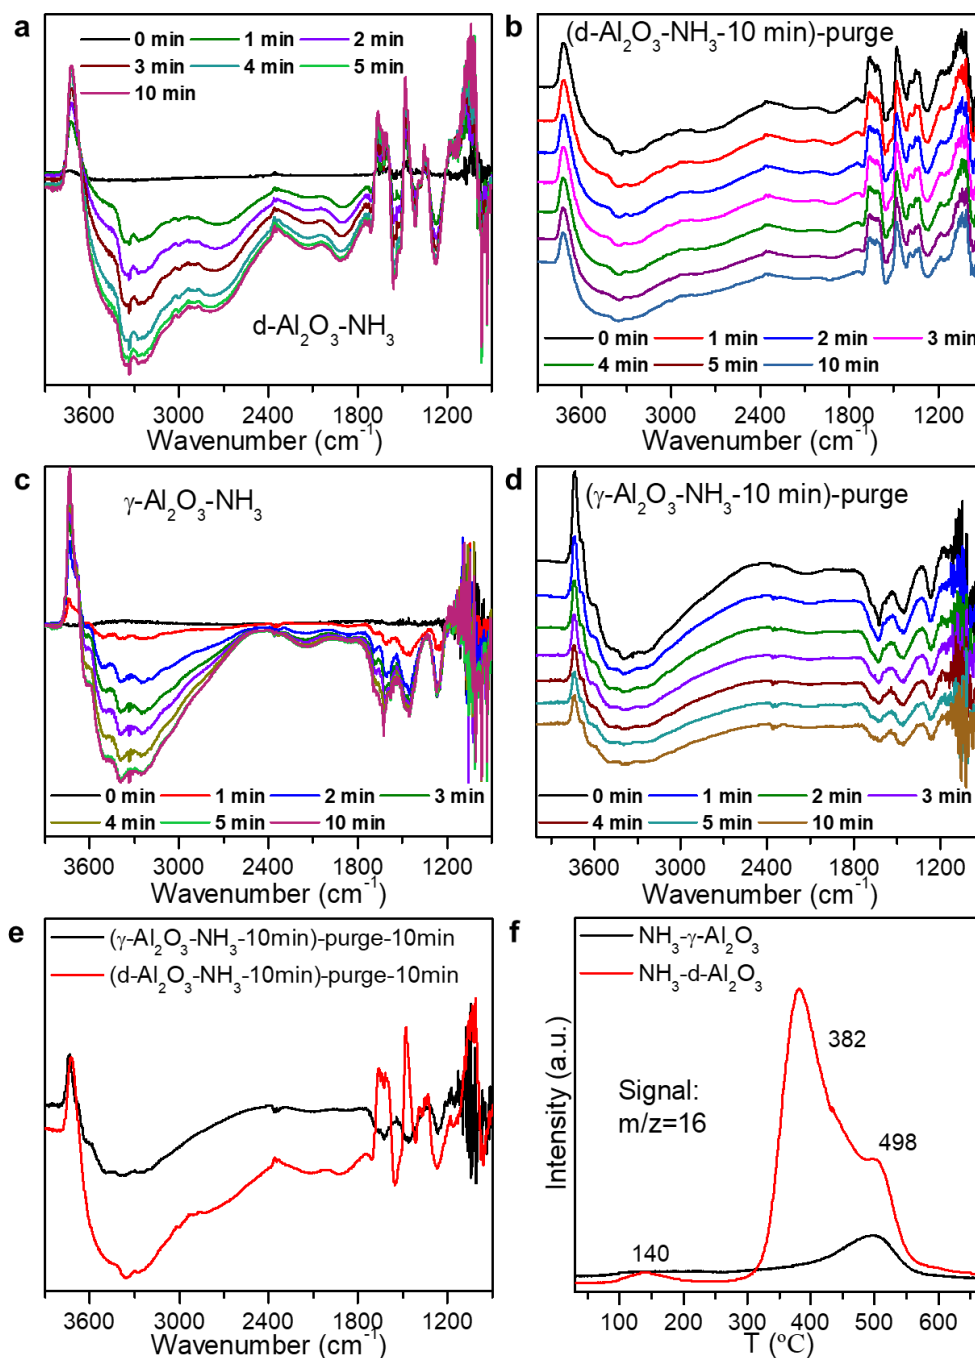 a
0 min 1 min 2 min
3 min 4 min 5 min
10 min
d-Al₂O₃-NH₃
3600 3000 2400 1800 1200
Wavenumber (cm⁻¹)
b
(d-Al₂O₃-NH₃-10 min)-purge
0 min 1 min 2 min 3 min
4 min 5 min 10 min
3600 3000 2400 1800 1200
Wavenumber (cm⁻¹)
c
γ-Al₂O₃-NH₃
0 min 1 min 2 min 3 min
4 min 5 min 10 min
3600 3000 2400 1800 1200
Wavenumber (cm⁻¹)
d
(γ-Al₂O₃-NH₃-10 min)-purge
0 min 1 min 2 min 3 min
4 min 5 min 10 min
3600 3000 2400 1800 1200
Wavenumber (cm⁻¹)
e
(γ-Al₂O₃-NH₃-10min)-purge-10min
(d-Al₂O₃-NH₃-10min)-purge-10min
3600 3000 2400 1800 1200
Wavenumber (cm⁻¹)
f
NH₃-γ-Al₂O₃
NH₃-d-Al₂O₃
382
Signal:
m/z=16
498
140
Intensity (a.u.)
100 200 300 400 500 600
T (ºC)